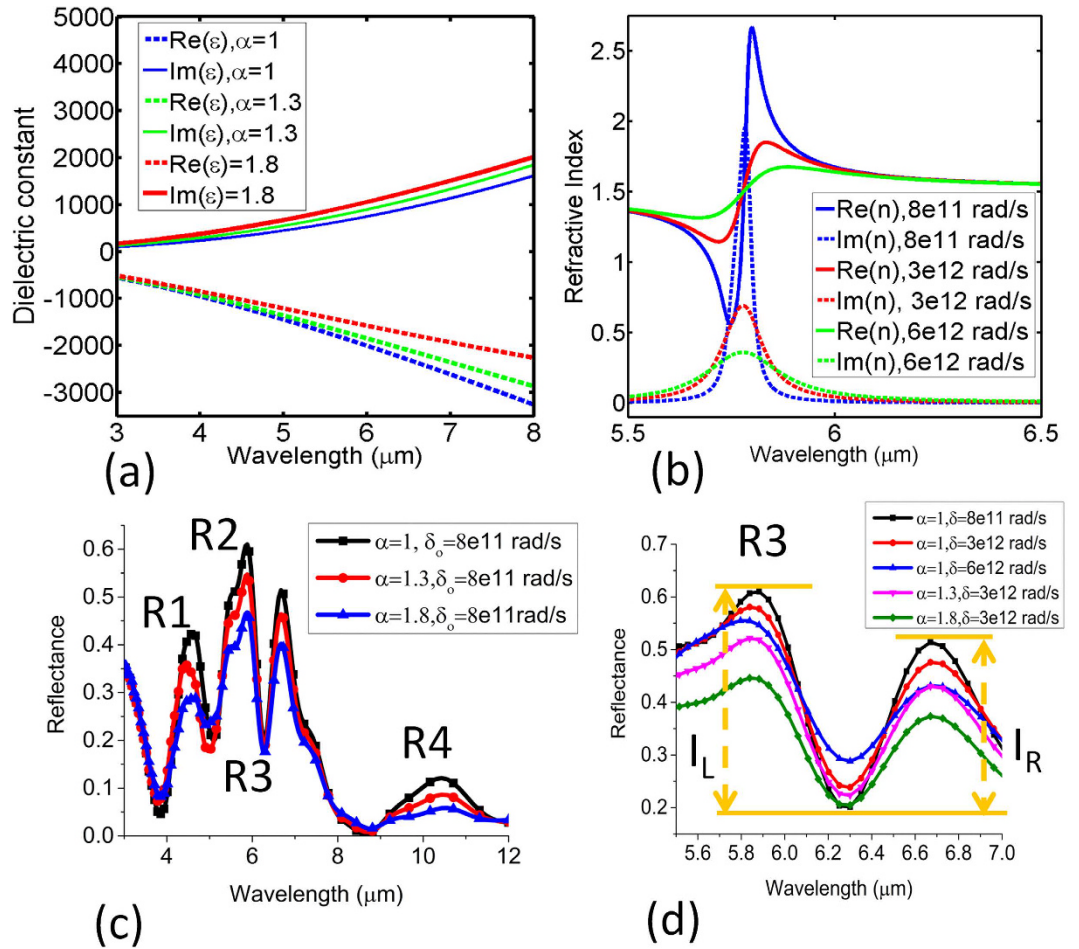 5000
4000
3000
2000
1000
0
-1000
-2000
-3000
Dielectric constant
Re(ε),α=1
Im(ε),α=1
Re(ε),α=1.3
Im(ε),α=1.3
Re(ε)=1.8
Im(ε)=1.8
3 4 5 6 7 8
Wavelength (μm)
(a)
2.5
2
1.5
1
0.5
0
Refractive Index
Re(n),8e11 rad/s
Im(n),8e11 rad/s
Re(n),3e12 rad/s
Im(n), 3e12 rad/s
Re(n),6e12 rad/s
Im(n),6e12 rad/s
5.5 6 6.5
Wavelength (μm)
(b)
0.6
0.5
0.4
0.3
0.2
0.1
0.0
Reflectance
R1
R2
R3
R4
α=1, δo=8e11 rad/s
α=1.3,δo=8e11 rad/s
α=1.8,δo=8e11rad/s
4 6 8 10 12
Wavelength (μm)
(c)
0.7
0.6
0.5
0.4
0.3
0.2
Reflectance
R3
α=1,δ=8e11 rad/s
α=1,δ=3e12 rad/s
α=1,δ=6e12 rad/s
α=1.3,δ=3e12 rad/s
α=1.8,δ=3e12 rad/s
IL
IR
5.6 5.8 6.0 6.2 6.4 6.6 6.8 7.0
Wavelength (μm)
(d)